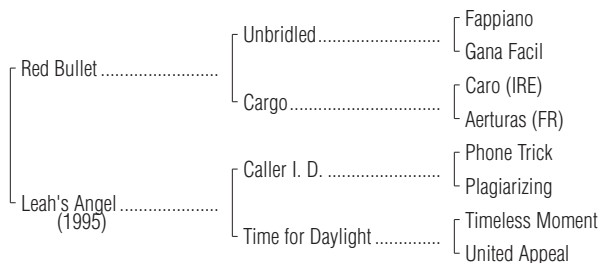 Fappiano
Unbridled
Gana Facil
Red Bullet
Caro (IRE)
Cargo
Aerturas (FR)
Phone Trick
Caller I. D.
Plagiarizing
Leah's Angel
(1995)
Timeless Moment
Time for Daylight
United Appeal